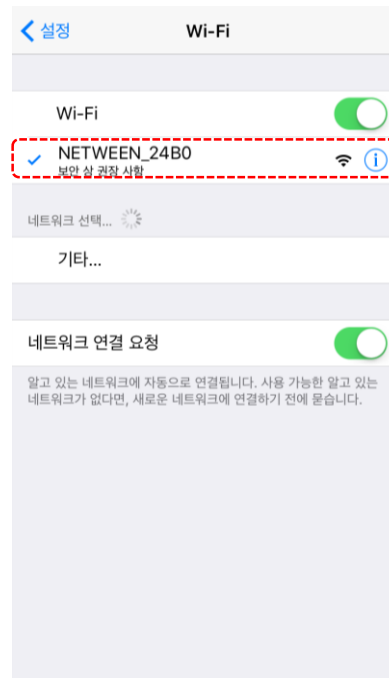 설정 Wi-Fi
Wi-Fi
NETWEEN_24B0
보안 상 권장 사항
네트워크 선택...
기타...
네트워크 연결 요청
알고 있는 네트워크에 자동으로 연결됩니다. 사용 가능한 알고 있는
네트워크가 없다면, 새로운 네트워크에 연결하기 전에 묻습니다.